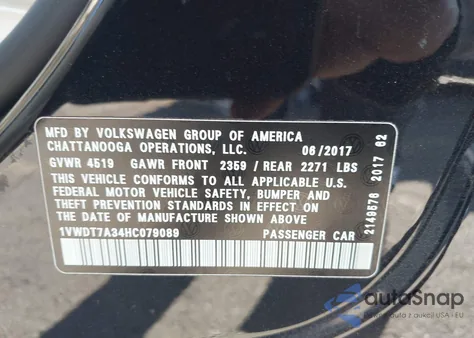 MFD BY VOLKSWAGEN GROUP OF AMERICA
CHATTANOOGA OPERATIONS, LLC. 06/2017
GVWR 4519 GAWR FRONT 2359 / REAR 2271 LBS
THIS VEHICLE CONFORMS TO ALL APPLICABLE U.S.
FEDERAL MOTOR VEHICLE SAFETY, BUMPER AND
THEFT PREVENTION STANDARDS IN EFFECT ON
THE DATE OF MANUFACTURE SHOWN ABOVE
1VWDT7A34HC079089 PASSENGER CAR
2149578 2017 62
autoSnap